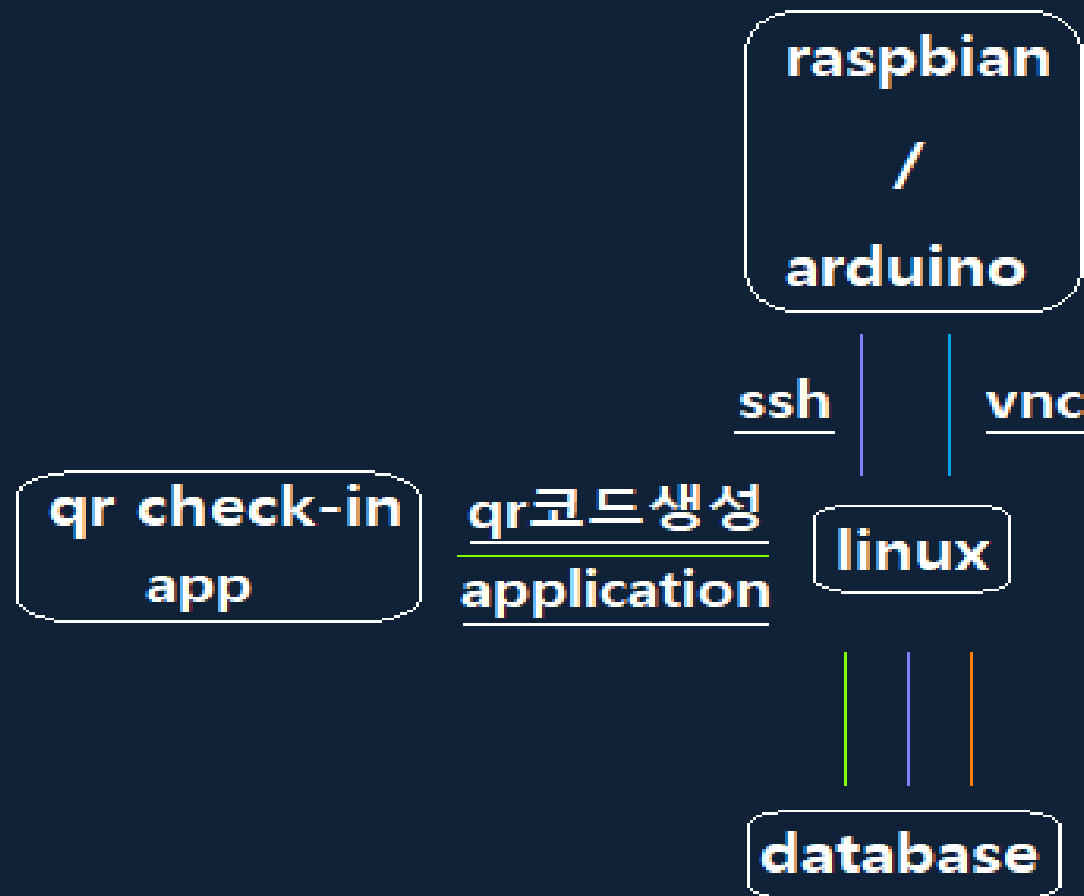 raspbian
/
arduino
ssh
vnc
qr check-in
app
qr코드생성
application
linux
database